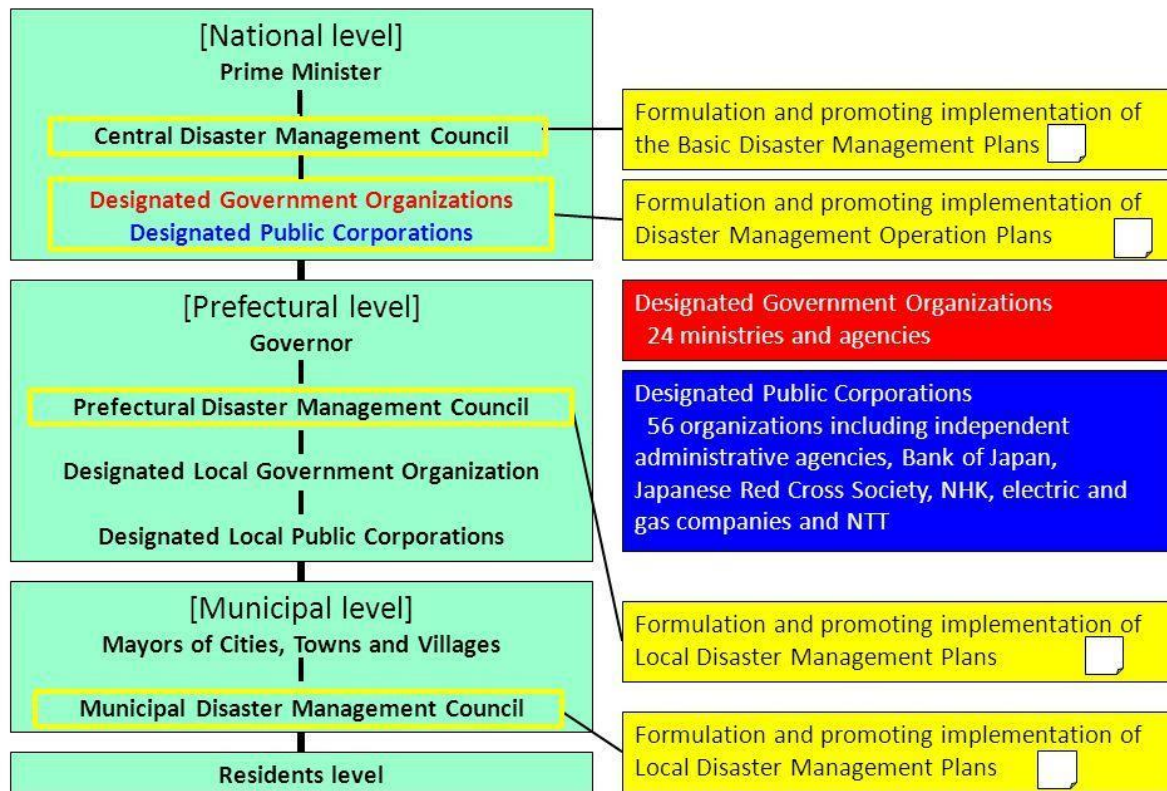 [National level]
Prime Minister
Central Disaster Management Council
Designated Government Organizations
Designated Public Corporations
Formulation and promoting implementation of
the Basic Disaster Management Plans
Formulation and promoting implementation of
Disaster Management Operation Plans
[Prefectural level]
Governor
Prefectural Disaster Management Council
Designated Local Government Organization
Designated Local Public Corporations
Designated Government Organizations
24 ministries and agencies
Designated Public Corporations
56 organizations including independent
administrative agencies, Bank of Japan,
Japanese Red Cross Society, NHK, electric and
gas companies and NTT
[Municipal level]
Mayors of Cities, Towns and Villages
Municipal Disaster Management Council
Formulation and promoting implementation of
Local Disaster Management Plans
Formulation and promoting implementation of
Local Disaster Management Plans
Residents level